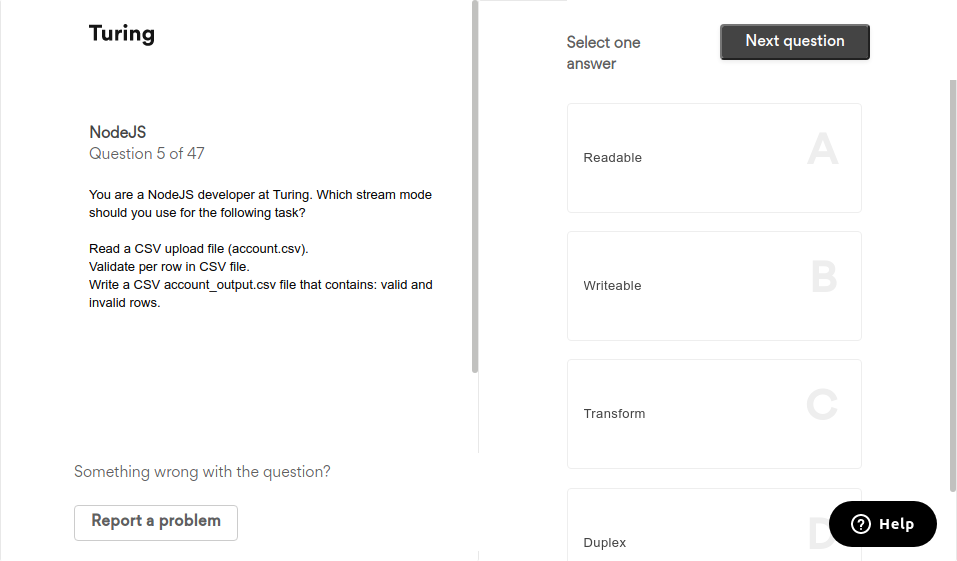 Turing
NodeJS
Question 5 of 47
You are a NodeJS developer at Turing. Which stream mode
should you use for the following task?
Read a CSV upload file (account.csv).
Validate per row in CSV file.
Write a CSV account_output.csv file that contains: valid and
invalid rows.
Something wrong with the question?
Report a problem
Select one
answer
Next question
Readable
A
Writeable
B
Transform
C
Duplex
D
Help